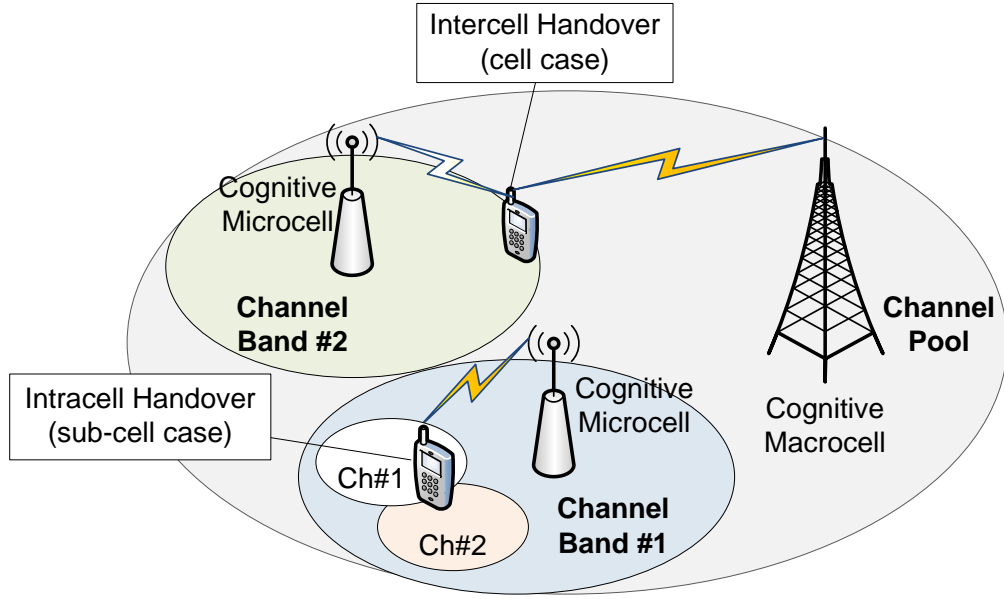 Intercell Handover
(cell case)
Cognitive
Microcell
Channel
Band #2
Channel
Pool
Cognitive
Macrocell
Intracell Handover
(sub-cell case)
Cognitive
Microcell
Ch#1
Ch#2
Channel
Band #1